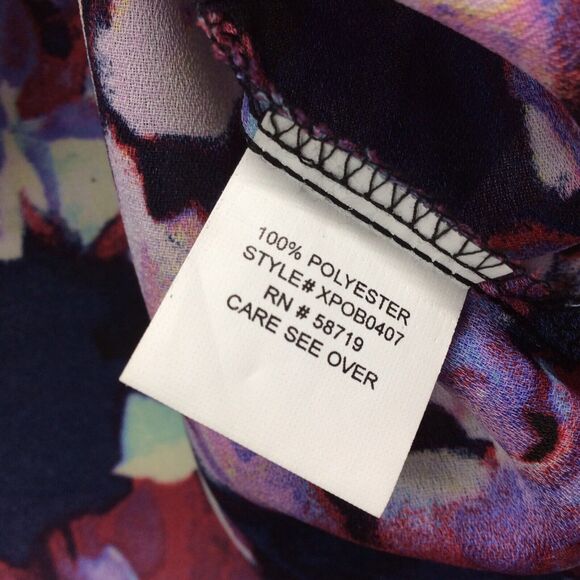 100% POLYESTER
STYLE# XPOB0407
RN # 58719
CARE SEE OVER